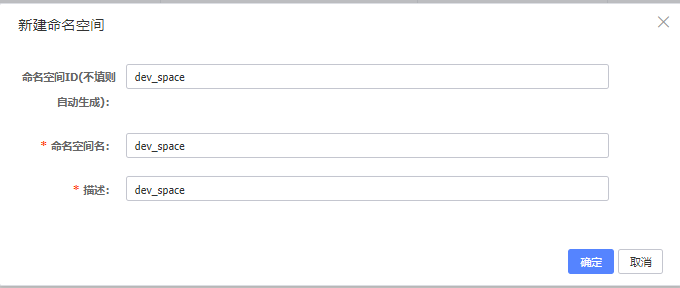 新建命名空间
命名空间ID(不填则
自动生成):
dev_space
* 命名空间名:
dev_space
* 描述:
dev_space
确定
取消